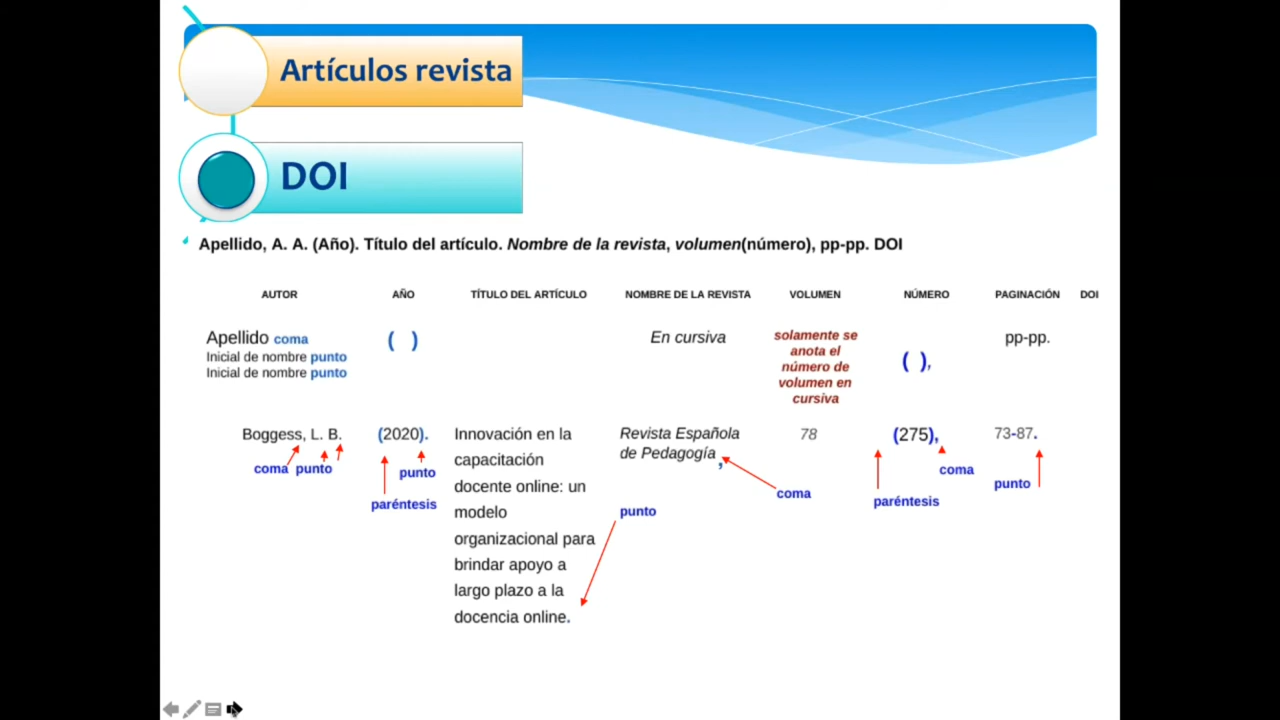 Artículos revista
DOI
Apellido, A. A. (Año). Título del artículo. Nombre de la revista, volumen(número), pp-pp. DOI
AUTOR AÑO TÍTULO DEL ARTÍCULO NOMBRE DE LA REVISTA VOLUMEN NÚMERO PAGINACIÓN DOI
Apellido coma
Inicial de nombre punto
Inicial de nombre punto
( )
En cursiva
solamente se
anota el
número de
volumen en
cursiva
( ),
pp-pp.
Boggess, L. B.
coma punto
(2020).
punto
paréntesis
Innovación en la
capacitación
docente online: un
modelo
organizacional para
brindar apoyo a
largo plazo a la
docencia online.
Revista Española
de Pedagogía ,
punto
78
coma
(275),
coma
paréntesis
73-87.
punto